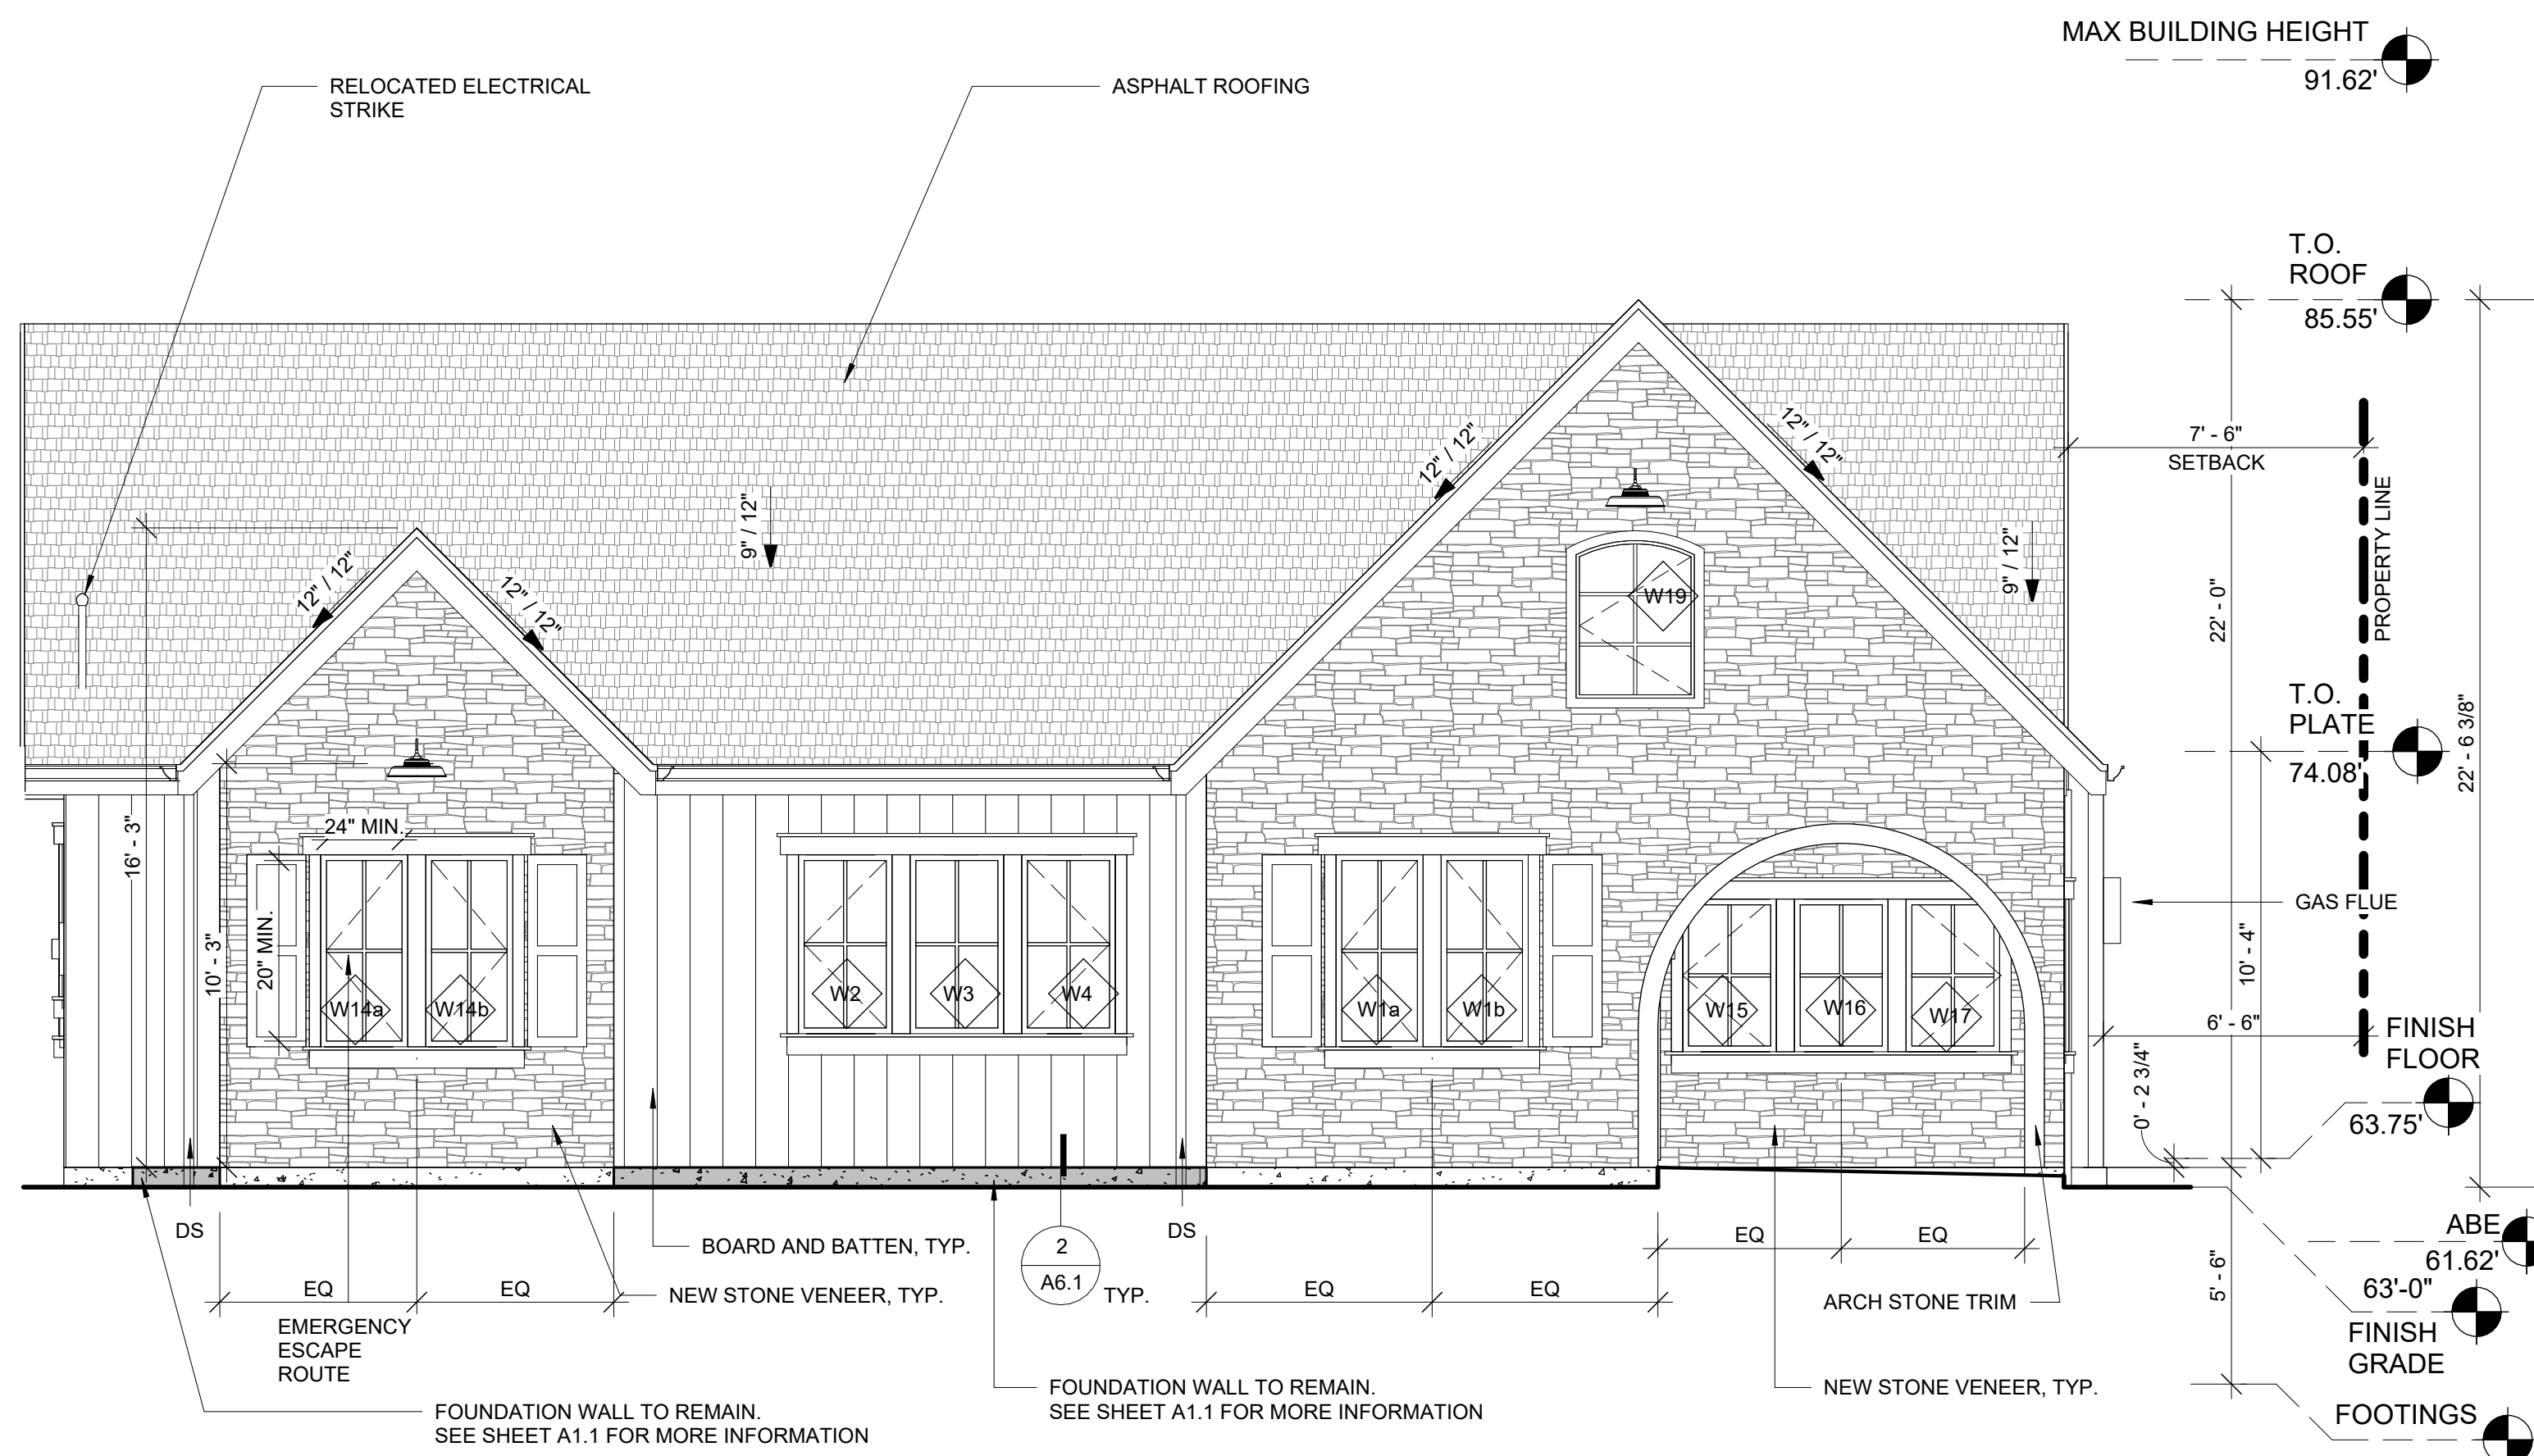 MAX BUILDING HEIGHT
91.62'
RELOCATED ELECTRICAL
STRIKE
ASPHALT ROOFING
T.O.
ROOF
85.55'
7' - 6"
SETBACK
PROPERTY LINE
12" / 12"
12" / 12"
9" / 12"
12" / 12"
12" / 12"
9" / 12"
W19
22' - 0"
T.O.
PLATE
74.08'
22' - 6 3/8"
16' - 3"
24" MIN.
10' - 3"
20" MIN.
W14a
W14b
W2
W3
W4
W1a
W1b
W15
W16
W17
GAS FLUE
10' - 4"
6' - 6"
FINISH
FLOOR
63.75'
0' - 2 3/4"
DS
BOARD AND BATTEN, TYP.
2
A6.1
TYP.
DS
EQ
EQ
ABE
61.62'
EQ
EQ
NEW STONE VENEER, TYP.
EQ
EQ
ARCH STONE TRIM
5' - 6"
63'-0"
FINISH
GRADE
EMERGENCY
ESCAPE
ROUTE
FOUNDATION WALL TO REMAIN.
SEE SHEET A1.1 FOR MORE INFORMATION
FOUNDATION WALL TO REMAIN.
SEE SHEET A1.1 FOR MORE INFORMATION
NEW STONE VENEER, TYP.
FOOTINGS